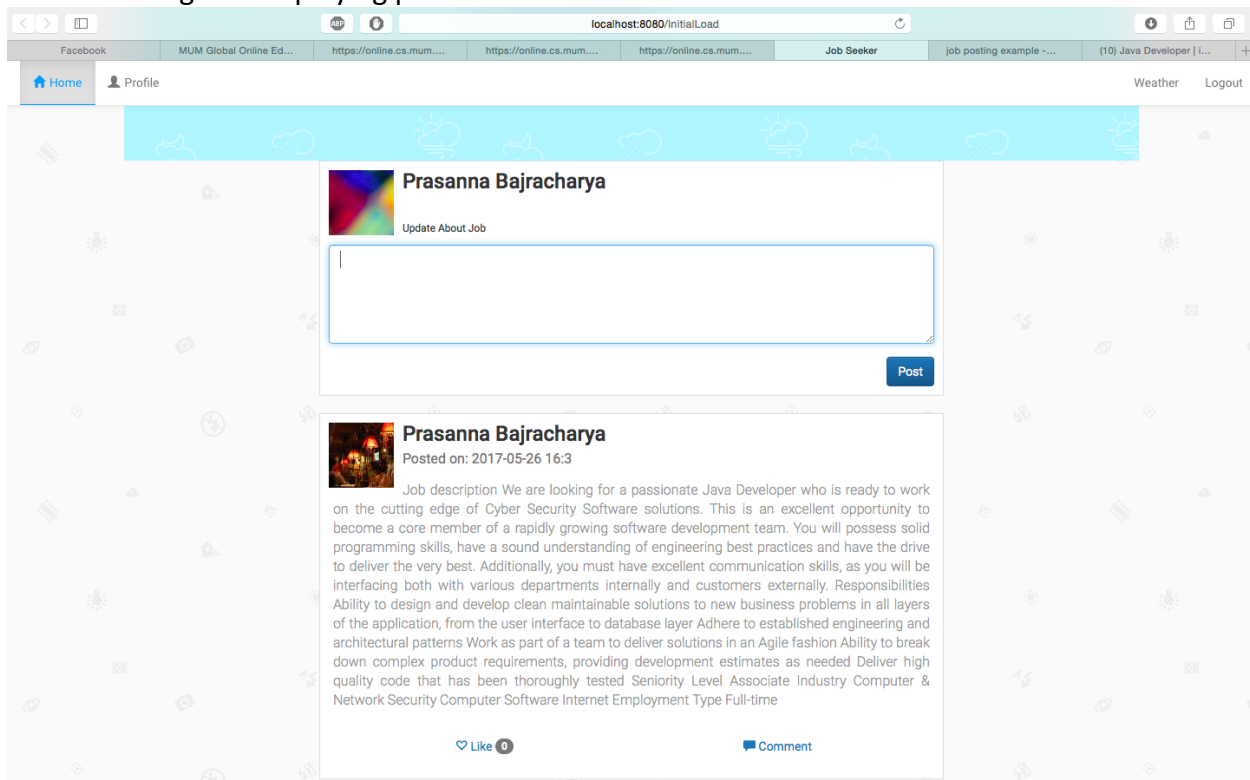 localhost:8080/InitialLoad
ABP
Facebook
MUM Global Online Ed...
https://online.cs.mum....
https://online.cs.mum....
https://online.cs.mum....
Job Seeker
job posting example -...
(10) Java Developer | i...
Home
Profile
Weather
Logout
Prasanna Bajracharya
Update About Job
Post
Prasanna Bajracharya
Posted on: 2017-05-26 16:3
Job description We are looking for a passionate Java Developer who is ready to work
on the cutting edge of Cyber Security Software solutions. This is an excellent opportunity to
become a core member of a rapidly growing software development team. You will possess solid
programming skills, have a sound understanding of engineering best practices and have the drive
to deliver the very best. Additionally, you must have excellent communication skills, as you will be
interfacing both with various departments internally and customers externally. Responsibilities
Ability to design and develop clean maintainable solutions to new business problems in all layers
of the application, from the user interface to database layer Adhere to established engineering and
architectural patterns Work as part of a team to deliver solutions in an Agile fashion Ability to break
down complex product requirements, providing development estimates as needed Deliver high
quality code that has been thoroughly tested Seniority Level Associate Industry Computer &
Network Security Computer Software Internet Employment Type Full-time
Like 0
Comment